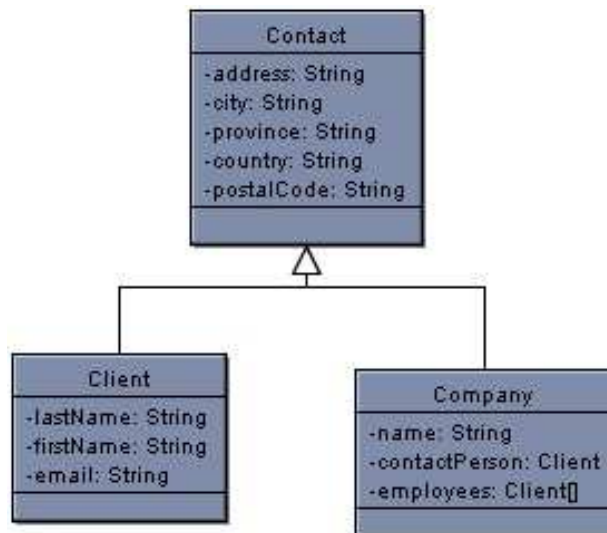 Contact
-address: String
-city: String
-province: String
-country: String
-postalCode: String
Client
-lastName: String
-firstName: String
-email: String
Company
-name: String
-contactPerson: Client
-employees: Client[]